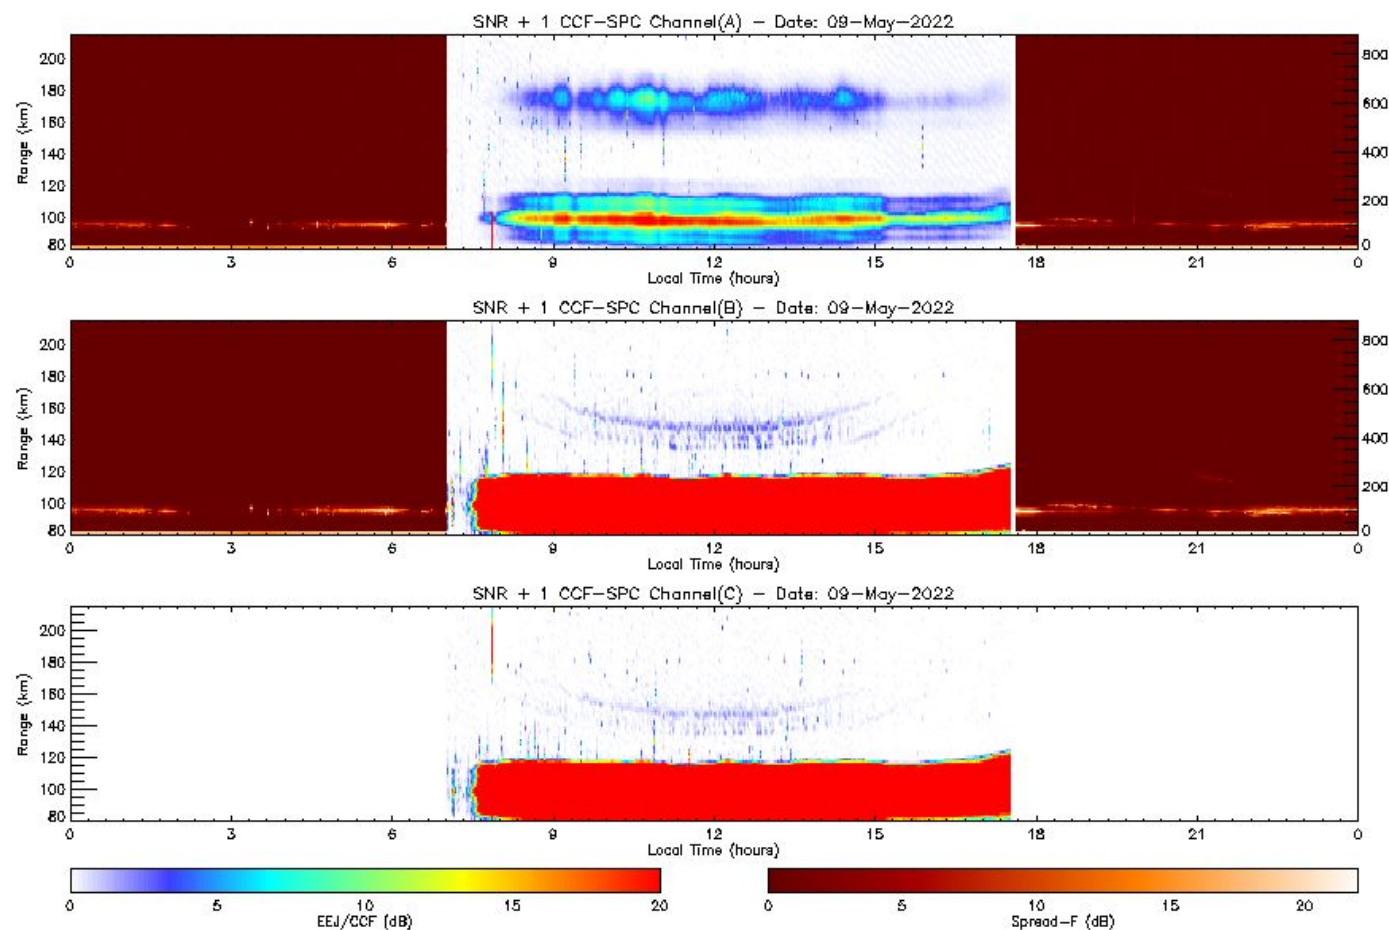 SNR + 1 CCF-SPC Channel(A) - Date: 09-May-2022
200
180
160
140
120
100
80
Range (km)
800
600
400
200
0
0 3 6 9 12 15 18 21 0
Local Time (hours)
SNR + 1 CCF-SPC Channel(B) - Date: 09-May-2022
200
180
160
140
120
100
80
Range (km)
800
600
400
200
0
0 3 6 9 12 15 18 21 0
Local Time (hours)
SNR + 1 CCF-SPC Channel(C) - Date: 09-May-2022
200
180
160
140
120
100
80
Range (km)
0 3 6 9 12 15 18 21 0
Local Time (hours)
0 5 10 15 20
EEJ/CCF (dB)
0 5 10 15 20
Spread-F (dB)